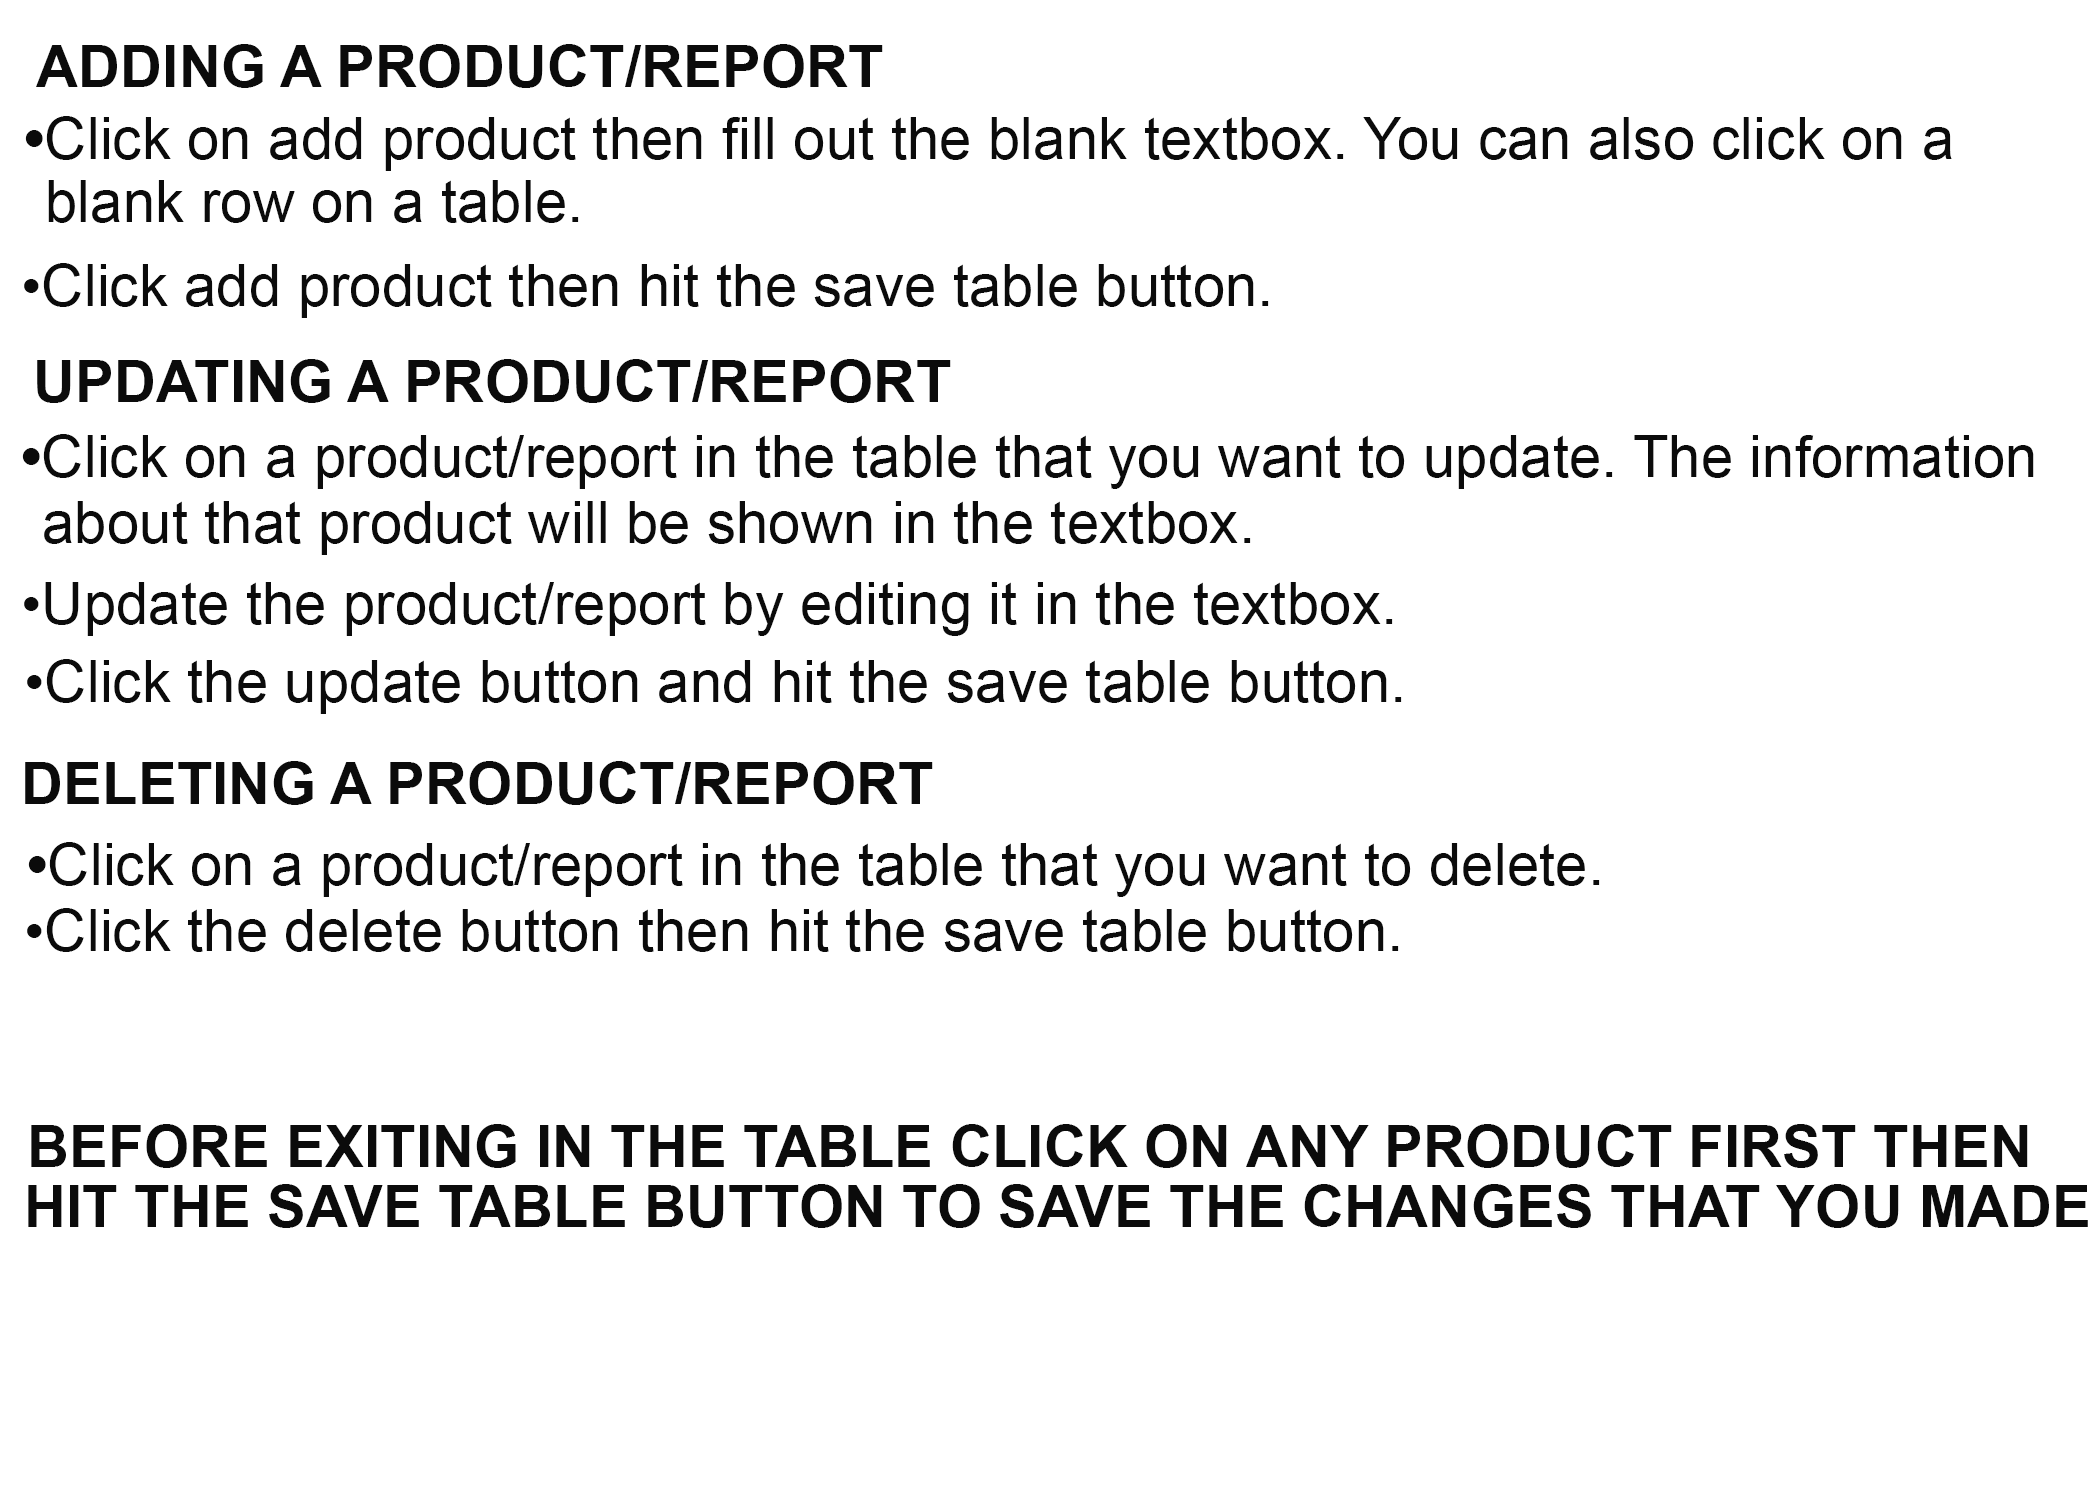 ADDING A PRODUCT/REPORT
•Click on add product then fill out the blank textbox. You can also click on a
blank row on a table.
•Click add product then hit the save table button.
UPDATING A PRODUCT/REPORT
•Click on a product/report in the table that you want to update. The information
about that product will be shown in the textbox.
•Update the product/report by editing it in the textbox.
•Click the update button and hit the save table button.
DELETING A PRODUCT/REPORT
•Click on a product/report in the table that you want to delete.
•Click the delete button then hit the save table button.
BEFORE EXITING IN THE TABLE CLICK ON ANY PRODUCT FIRST THEN
HIT THE SAVE TABLE BUTTON TO SAVE THE CHANGES THAT YOU MADE